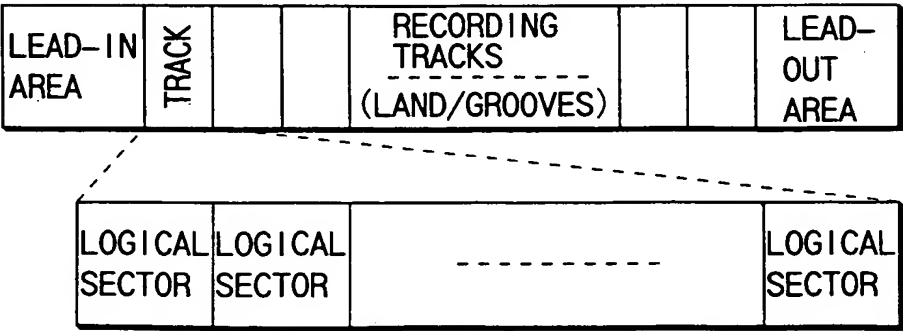 LEAD-IN
AREA
TRACK
RECORDING
TRACKS
(LAND/GROOVES)
LEAD-
OUT
AREA
LOGICAL
SECTOR
LOGICAL
SECTOR
LOGICAL
SECTOR